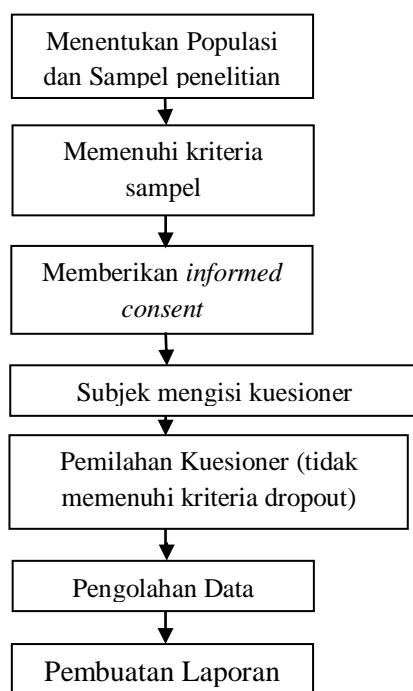 Menentukan Populasi
dan Sampel penelitian
Memenuhi kriteria
sampel
Memberikan informed
consent
Subjek mengisi kuesioner
Pemilahan Kuesioner (tidak
memenuhi kriteria dropout)
Pengolahan Data
Pembuatan Laporan